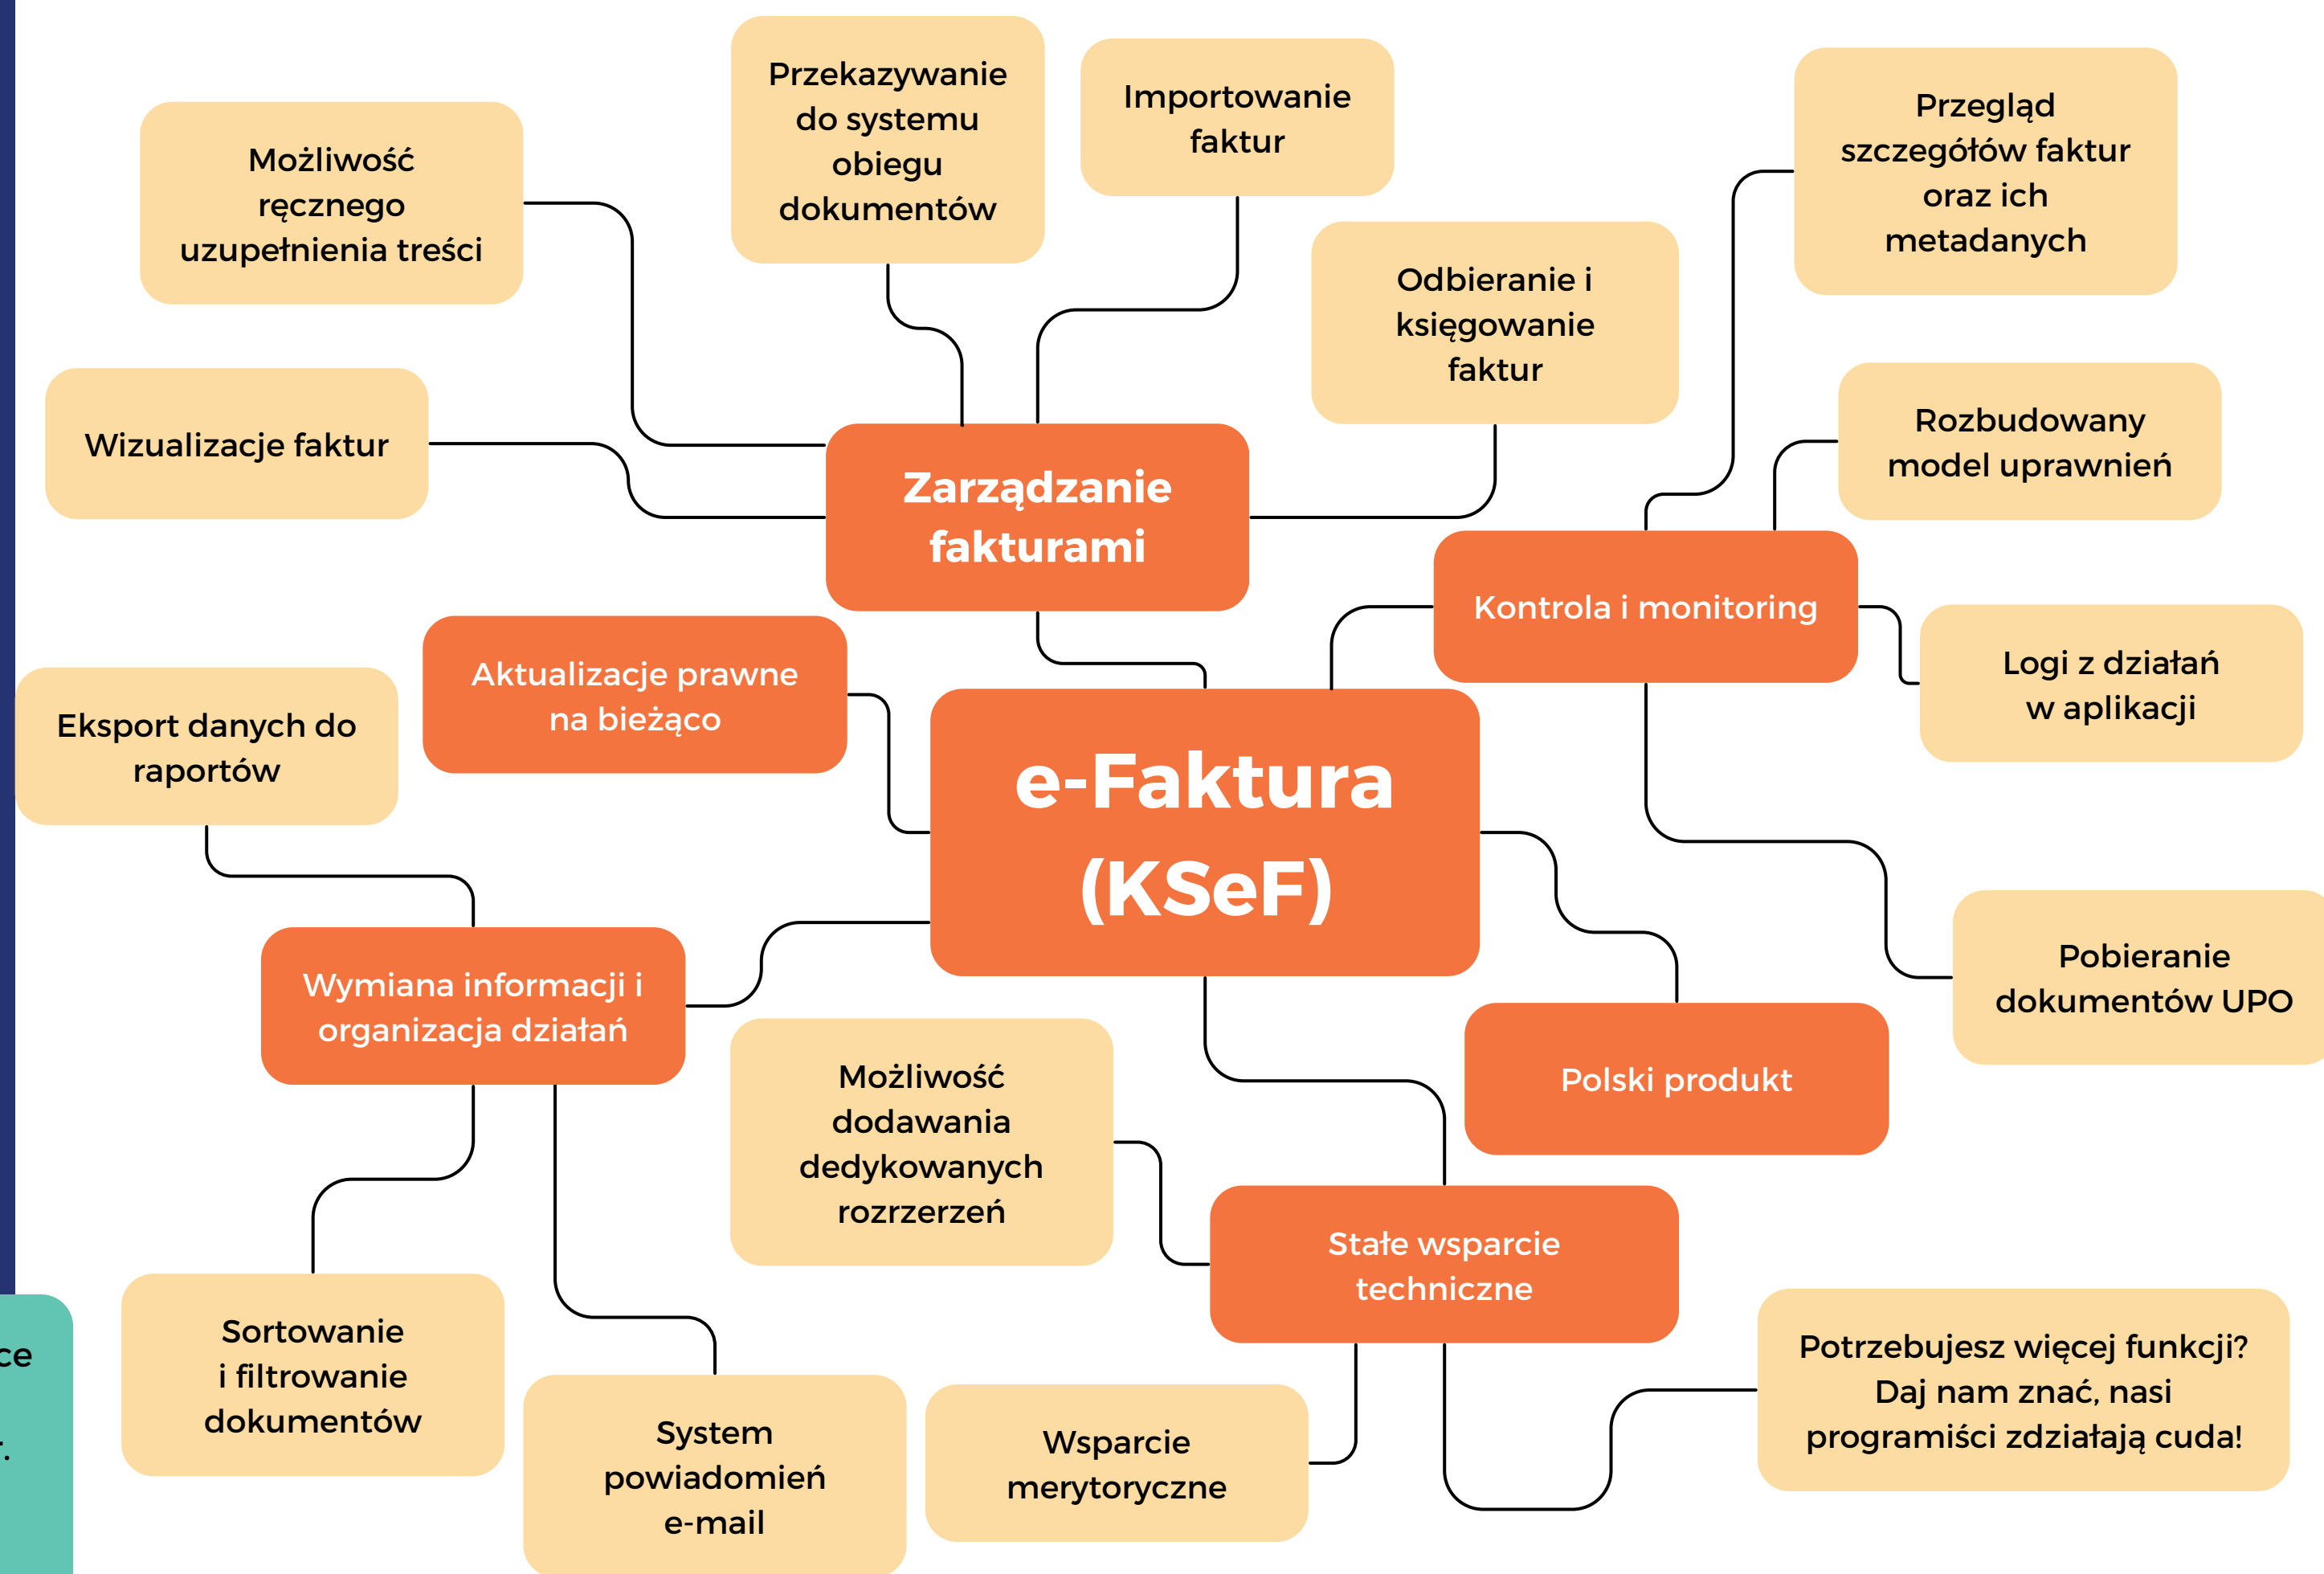 Przekazywanie
do systemu
obiegu
dokumentów
Importowanie
faktur
Przegląd
szczegółów faktur
oraz ich
metadanych
Możliwość
ręcznego
uzupełnienia treści
Odbieranie i
księgowanie
faktur
Wizualizacje faktur
Rozbudowany
model uprawnień
Zarządzanie
fakturami
Kontrola i monitoring
Aktualizacje prawne
na bieżąco
Logi z działań
w aplikacji
Eksport danych do
raportów
e-Faktura
(KSeF)
Wymiana informacji i
organizacja działań
Pobieranie
dokumentów UPO
Możliwość
dodawania
dedykowanych
rozrzerzeń
Polski produkt
Stałe wsparcie
techniczne
Sortowanie
i filtrowanie
dokumentów
System
powiadomień
e-mail
Wsparcie
merytoryczne
Potrzebujesz więcej funkcji?
Daj nam znać, nasi
programiści zdziałają cuda!